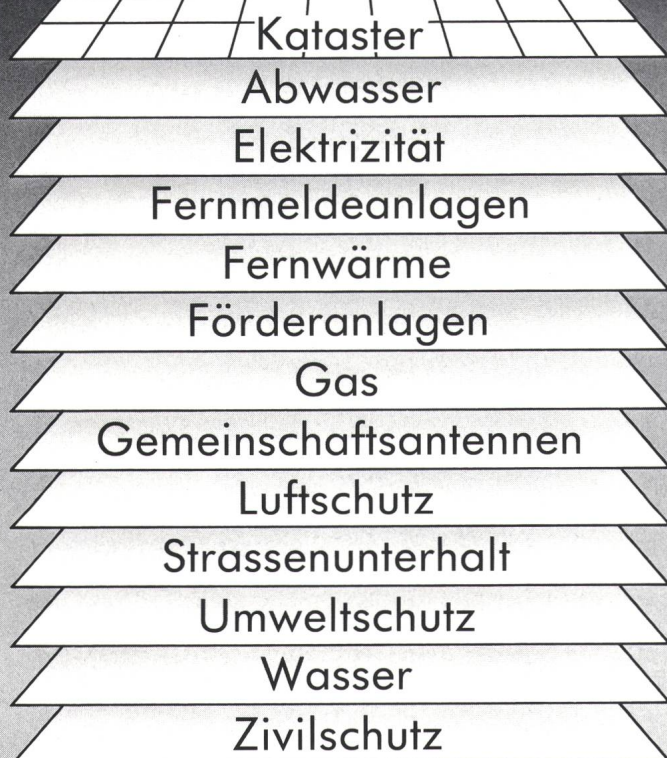 Kataster
Abwasser
Elektrizität
Fernmeldeanlagen
Fernwärme
Förderanlagen
Gas
Gemeinschaftsantennen
Luftschutz
Strassenunterhalt
Umweltschutz
Wasser
Zivilschutz